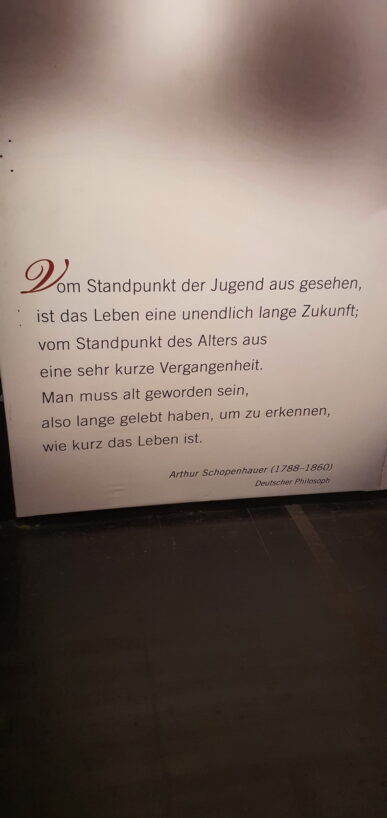 Vom Standpunkt der Jugend aus gesehen,
ist das Leben eine unendlich lange Zukunft;
vom Standpunkt des Alters aus
eine sehr kurze Vergangenheit.
Man muss alt geworden sein,
also lange gelebt haben, um zu erkennen,
wie kurz das Leben ist.
Arthur Schopenhauer (1788–1860)
Deutscher Philosoph